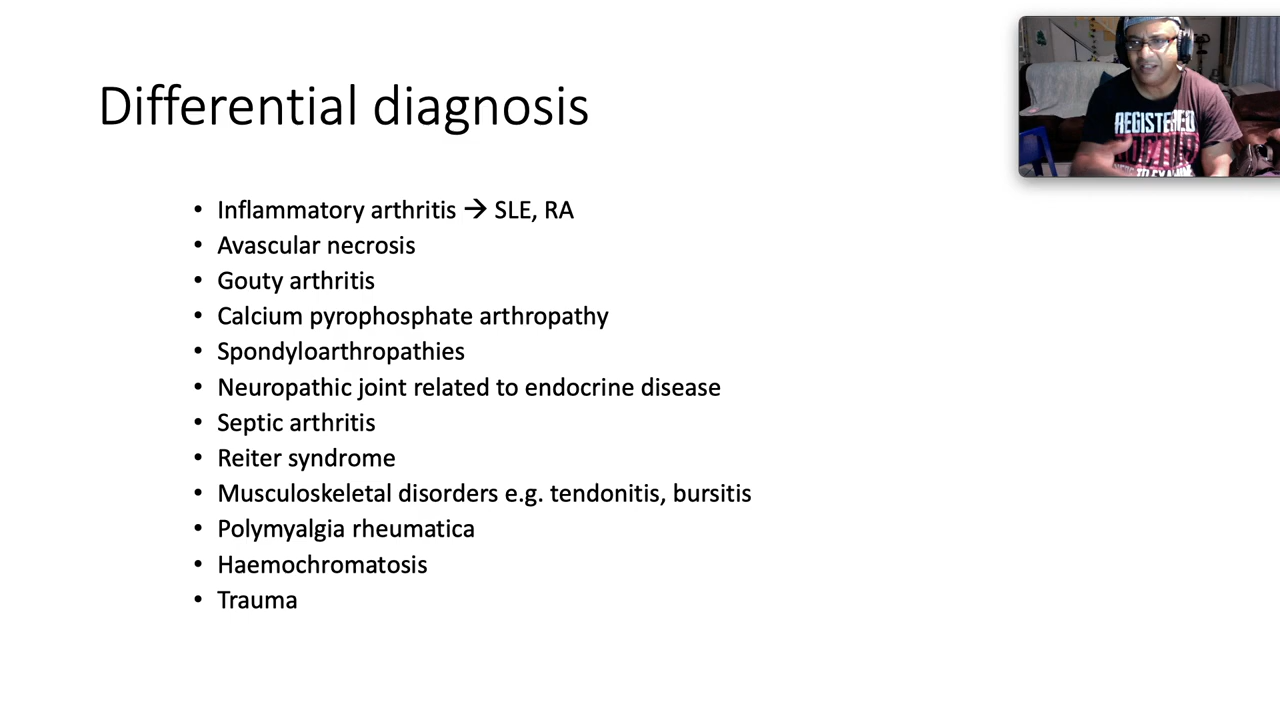 Differential diagnosis
• Inflammatory arthritis → SLE, RA
• Avascular necrosis
• Gouty arthritis
• Calcium pyrophosphate arthropathy
• Spondyloarthropathies
• Neuropathic joint related to endocrine disease
• Septic arthritis
• Reiter syndrome
• Musculoskeletal disorders e.g. tendonitis, bursitis
• Polymyalgia rheumatica
• Haemochromatosis
• Trauma
REGISTERED